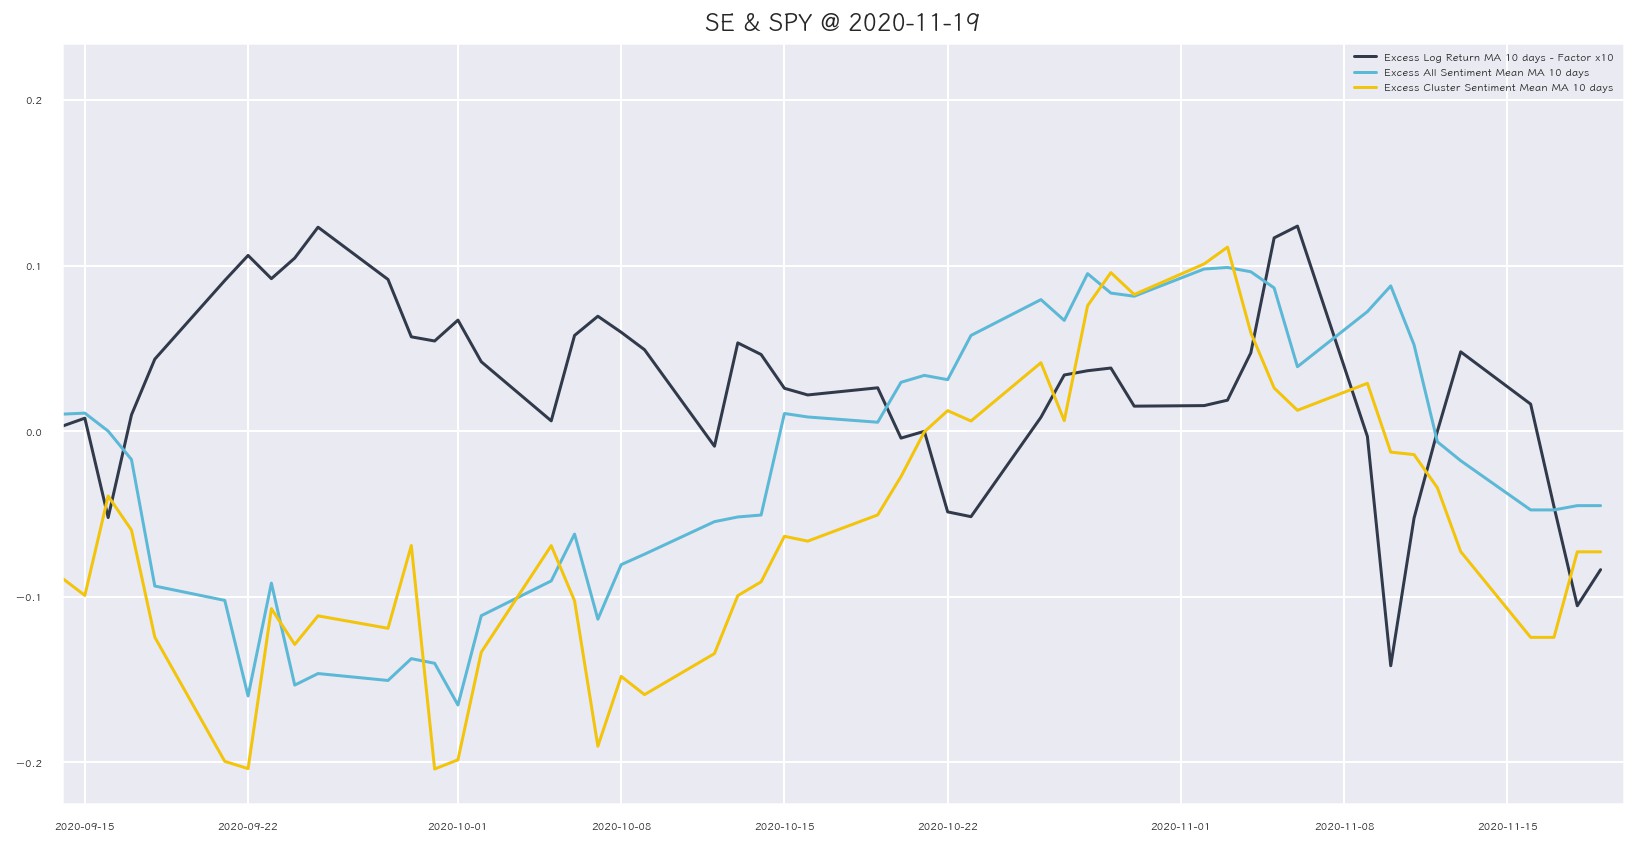 SE & SPY @ 2020-11-19
Excess Log Return MA 10 days - Factor x10
Excess All Sentiment Mean MA 10 days
Excess Cluster Sentiment Mean MA 10 days
0.2
0.1
0.0
−0.1
−0.2
2020-09-15 2020-09-22 2020-10-01 2020-10-08 2020-10-15 2020-10-22 2020-11-01 2020-11-08 2020-11-15